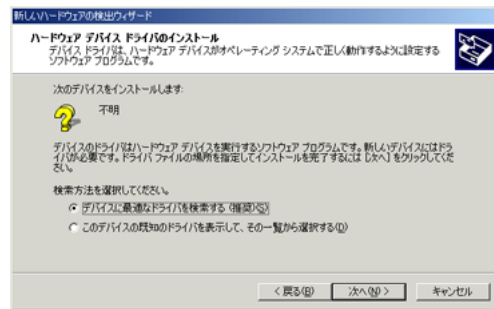 新しいハードウェアの検出ウィザード
ハードウェア デバイス ドライバのインストール
デバイス ドライバは、ハードウェア デバイスがオペレーティング システムで正しく動作するように設定する
ソフトウェア プログラムです。
次のデバイスをインストールします:
不明
デバイスのドライバはハードウェア デバイスを実行するソフトウェア プログラムです。新しいデバイスにはドラ
イバが必要です。ドライバ ファイルの場所を指定してインストールを完了するには [次へ] をクリックしてくだ
さい。
検索方法を選択してください。
デバイスに最適なドライバを検索する (推奨)(S)
このデバイスの既知のドライバを表示して、その一覧から選択する(D)
< 戻る(B)
次へ(N) >
キャンセル